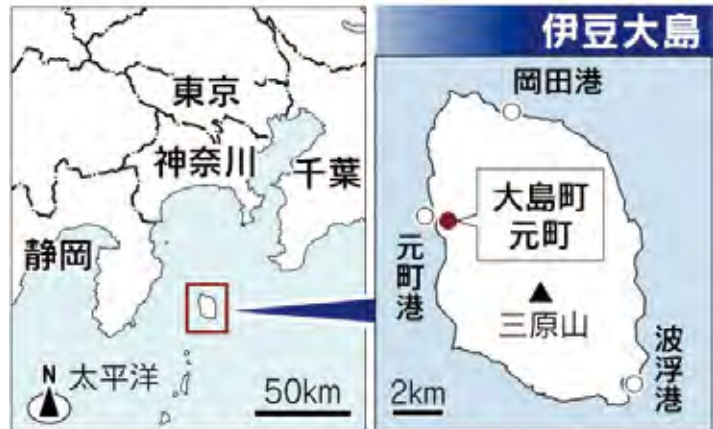 東京
神奈川
千葉
静岡
N
太平洋
50km
伊豆大島
岡田港
大島町
元町
元町港
三原山
波浮港
2km